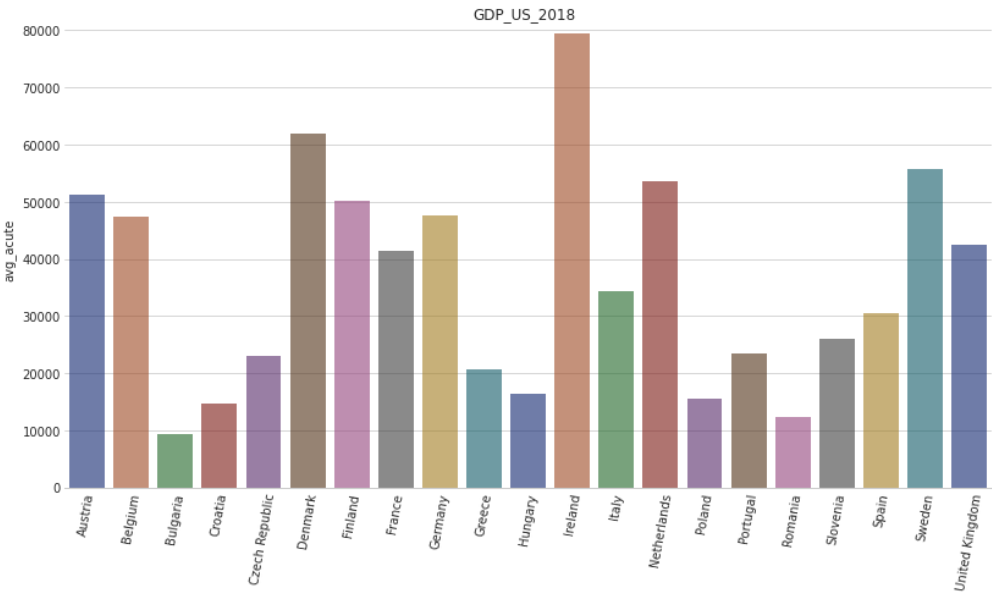 GDP_US_2018
80000
70000
60000
50000
40000
30000
20000
10000
0
avg_acute
Austria
Belgium
Bulgaria
Croatia
Czech Republic
Denmark
Finland
France
Germany
Greece
Hungary
Ireland
Italy
Netherlands
Poland
Portugal
Romania
Slovenia
Spain
Sweden
United Kingdom